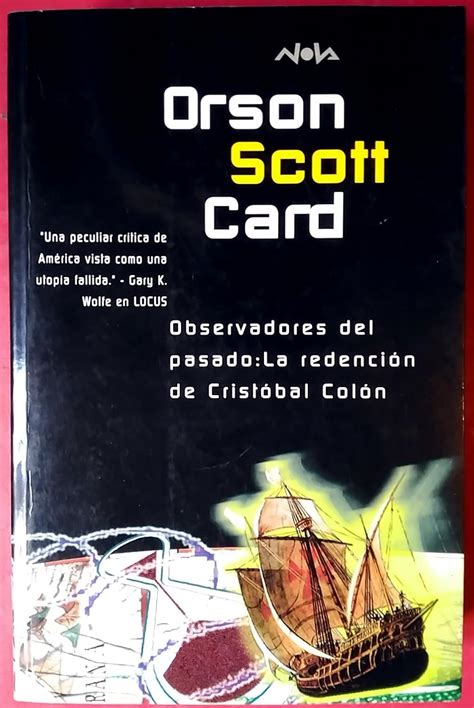 NOVA
Orson
Scott
Card
"Una peculiar crítica de
América vista como una
utopía fallida." - Gary K.
Wolfe en LOCUS
Observadores del
pasado:La redención
de Cristóbal Colón